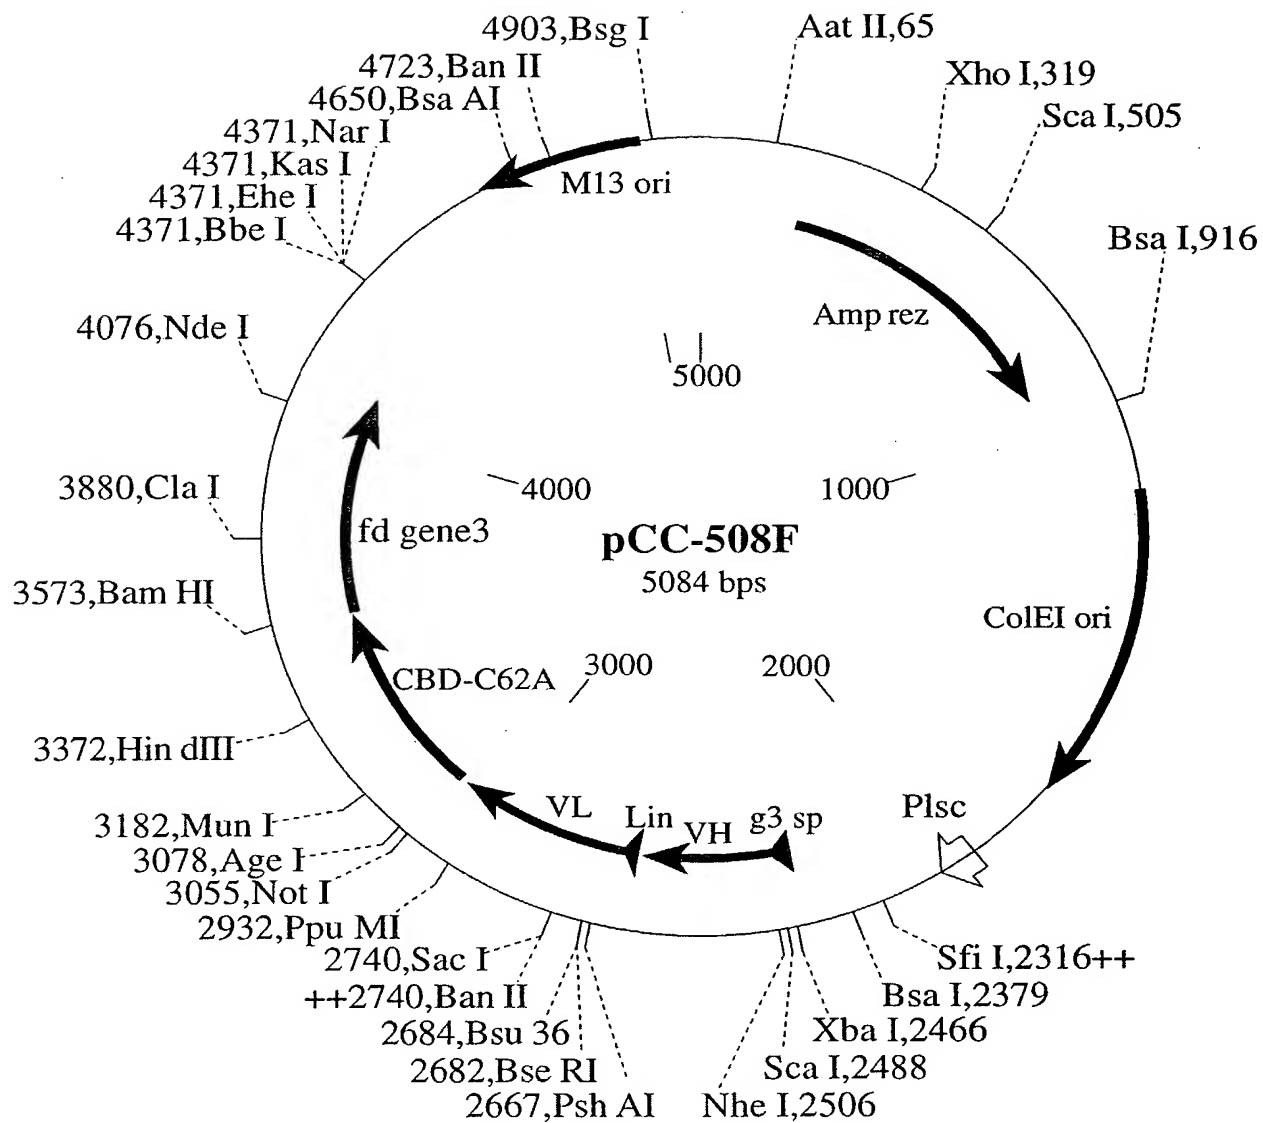 4903,Bsg I
Aat II,65
4723,Ban II
Xho I,319
4650,Bsa AI
Sca I,505
4371,Nar I
4371,Kas I
M13 ori
4371,Ehe I
4371,Bbe I
Bsa I,916
Amp rez
4076,Nde I
5000
3880,Cla I
4000
1000
fd gene3
pCC-508F
5084 bps
3573,Bam HI
ColEI ori
3000
2000
CBD-C62A
3372,Hin dIII
VL
Lin
VH
g3 sp
Plsc
3182,Mun I
3078,Age I
3055,Not I
2932,Ppu MI
2740,Sac I
Sfi I,2316++
++2740,Ban II
Bsa I,2379
2684,Bsu 36
Xba I,2466
2682,Bse RI
Sca I,2488
2667,Psh AI
Nhe I,2506